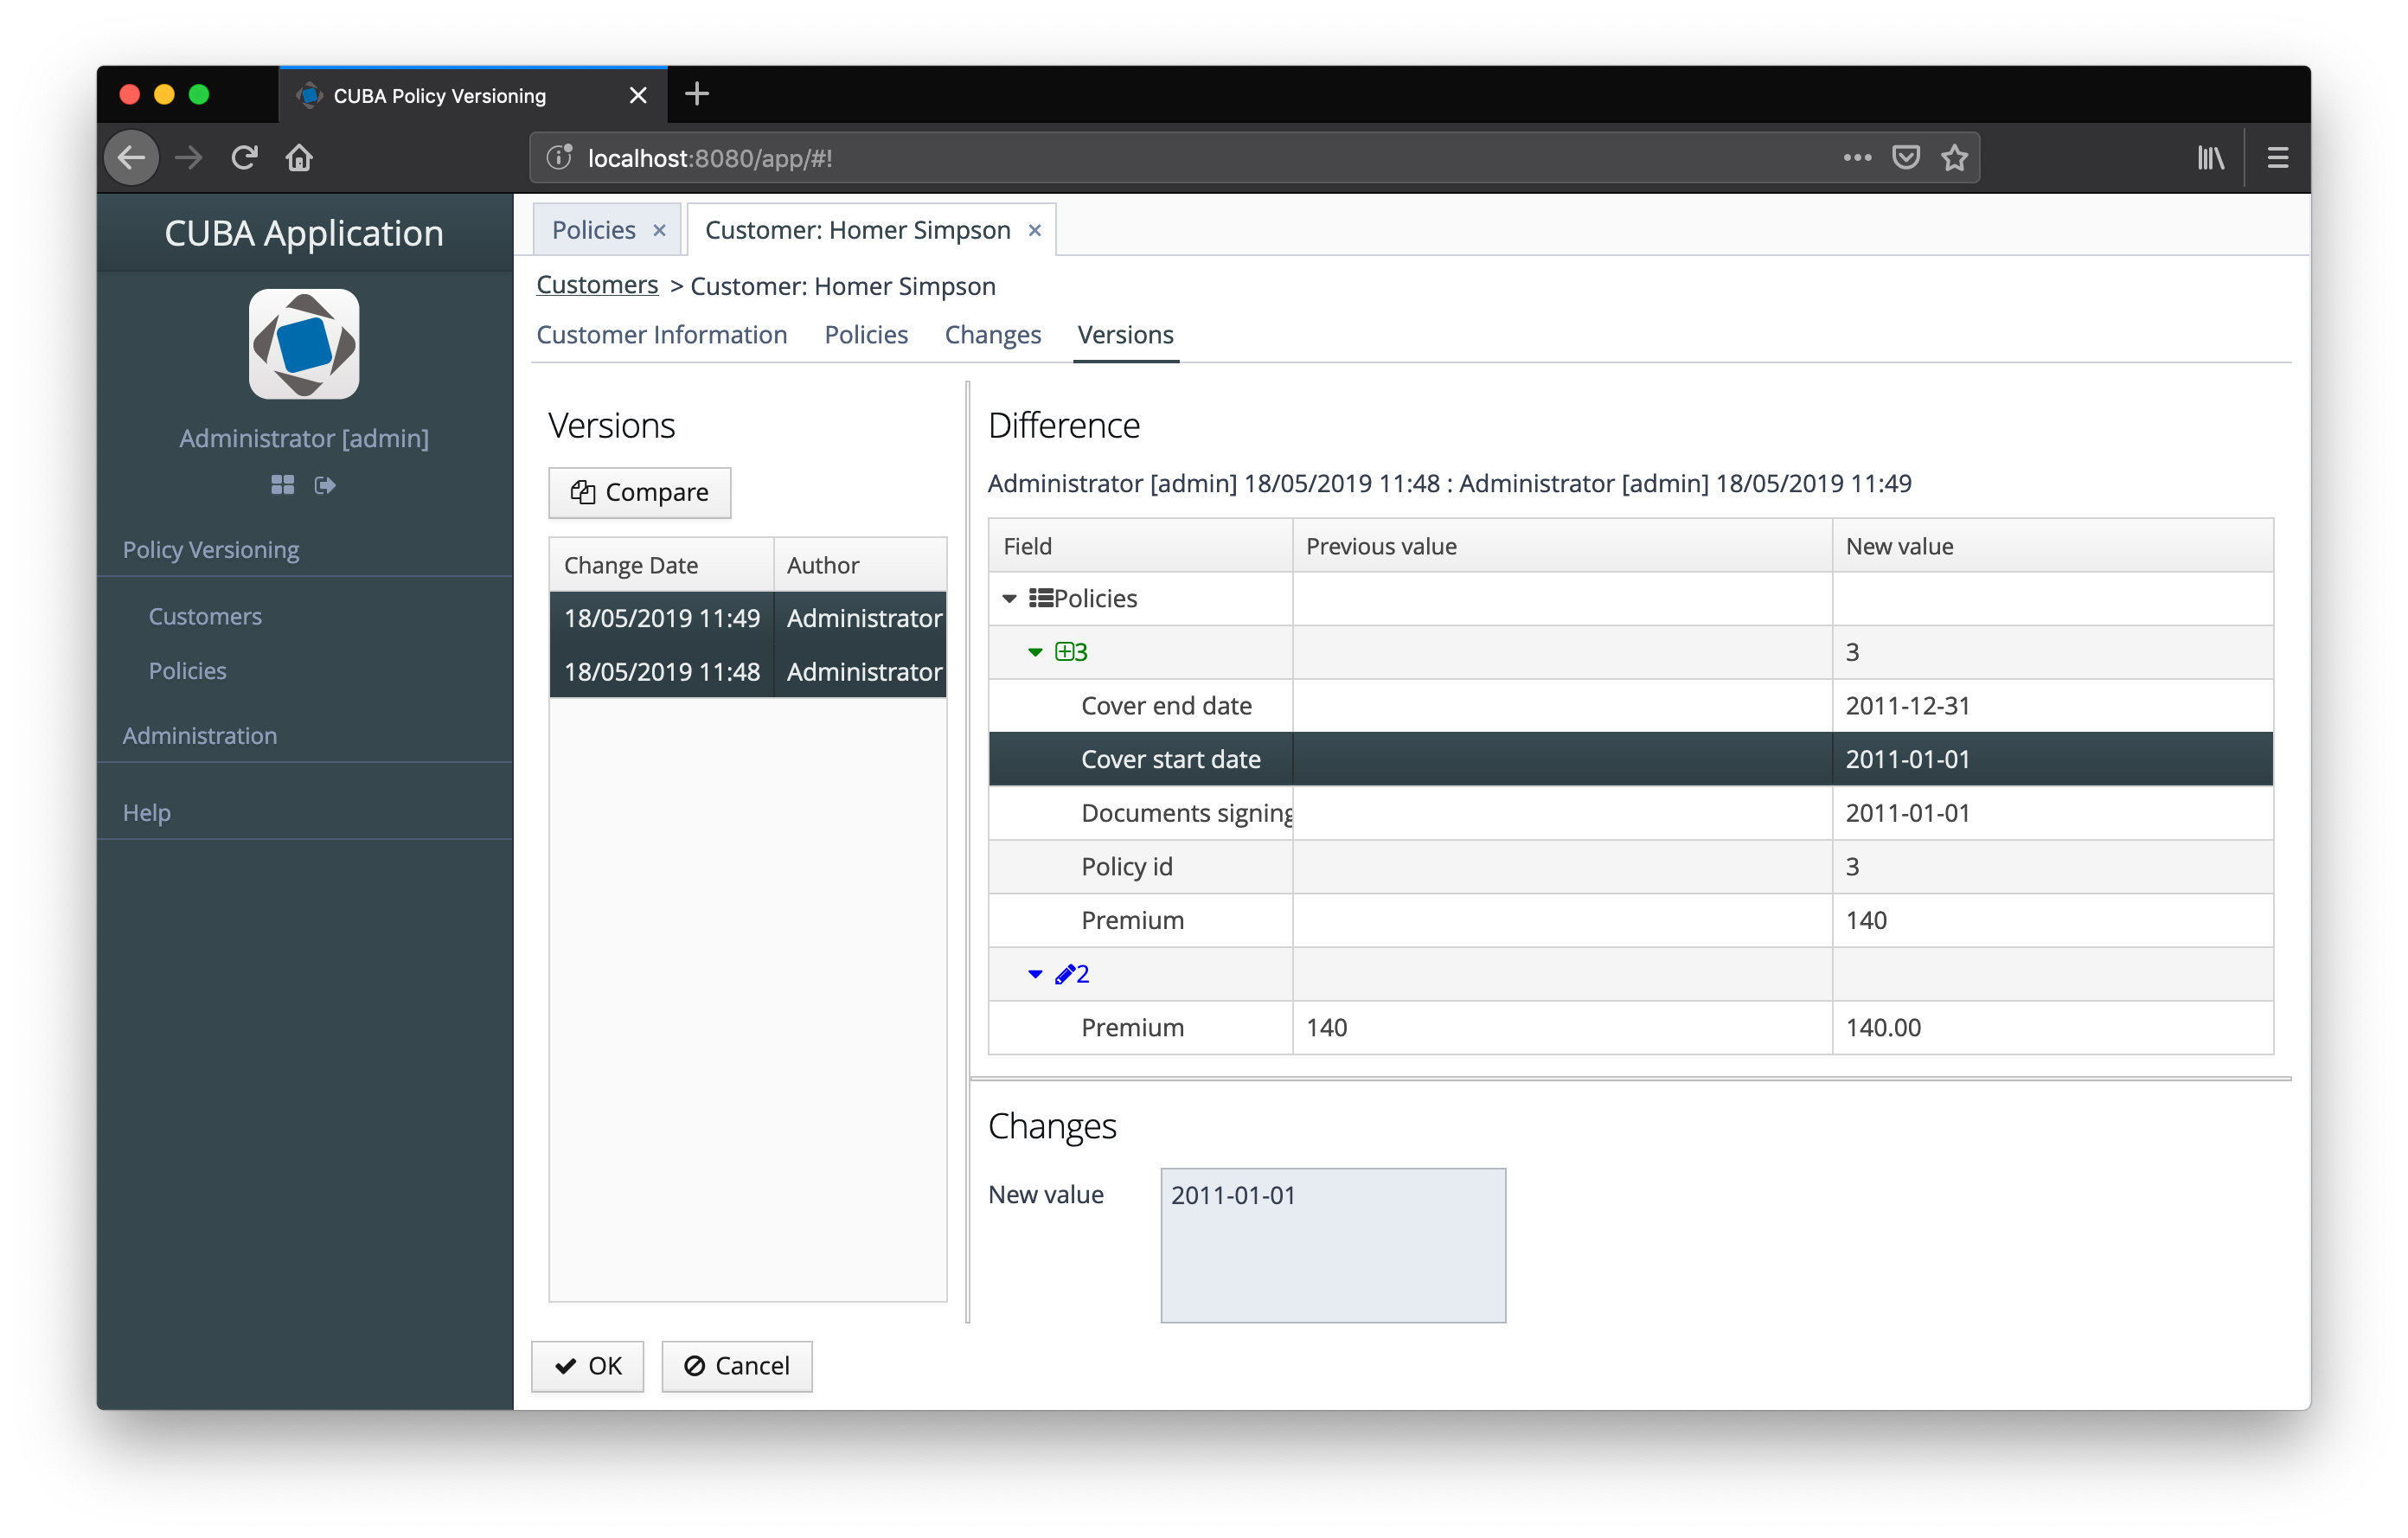 CUBA Policy Versioning
localhost:8080/app/#!
CUBA Application
Administrator [admin]
Policy Versioning
Customers
Policies
Administration
Help
Policies
Customer: Homer Simpson
Customers > Customer: Homer Simpson
Customer Information Policies Changes Versions
Versions
Compare
Change Date Author
18/05/2019 11:49 Administrator
18/05/2019 11:48 Administrator
Difference
Administrator [admin] 18/05/2019 11:48 : Administrator [admin] 18/05/2019 11:49
Field Previous value New value
Policies
3 3
Cover end date 2011-12-31
Cover start date 2011-01-01
Documents signing 2011-01-01
Policy id 3
Premium 140
2
Premium 140 140.00
Changes
New value 2011-01-01
OK Cancel